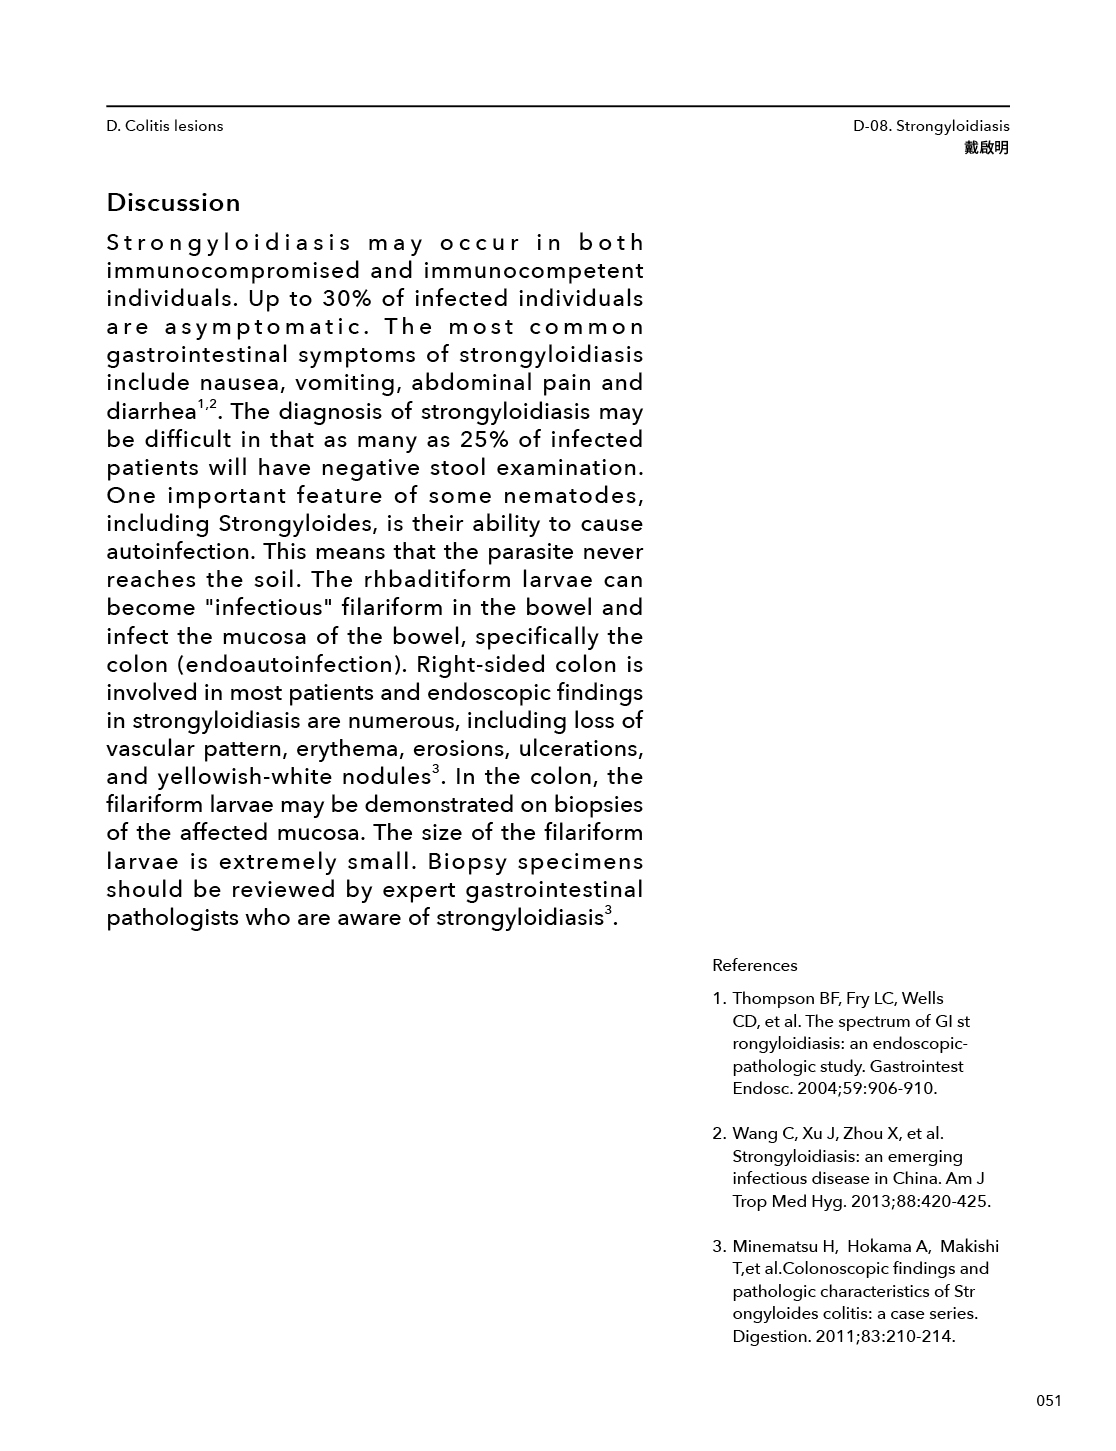 D. Colitis lesions
D-08. Strongyloidiasis
戴啟明
Discussion
Strongyloidiasis may occur in both
immunocompromised and immunocompetent
individuals. Up to 30% of infected individuals
are asymptomatic. The most common
gastrointestinal symptoms of strongyloidiasis
include nausea, vomiting, abdominal pain and
diarrhea1,2. The diagnosis of strongyloidiasis may
be difficult in that as many as 25% of infected
patients will have negative stool examination.
One important feature of some nematodes,
including Strongyloides, is their ability to cause
autoinfection. This means that the parasite never
reaches the soil. The rhbaditiform larvae can
become "infectious" filariform in the bowel and
infect the mucosa of the bowel, specifically the
colon (endoautoinfection). Right-sided colon is
involved in most patients and endoscopic findings
in strongyloidiasis are numerous, including loss of
vascular pattern, erythema, erosions, ulcerations,
and yellowish-white nodules3. In the colon, the
filariform larvae may be demonstrated on biopsies
of the affected mucosa. The size of the filariform
larvae is extremely small. Biopsy specimens
should be reviewed by expert gastrointestinal
pathologists who are aware of strongyloidiasis3.
References
1. Thompson BF, Fry LC, Wells
CD, et al. The spectrum of GI st
rongyloidiasis: an endoscopic-
pathologic study. Gastrointest
Endosc. 2004;59:906-910.
2. Wang C, Xu J, Zhou X, et al.
Strongyloidiasis: an emerging
infectious disease in China. Am J
Trop Med Hyg. 2013;88:420-425.
3. Minematsu H, Hokama A, Makishi
T,et al.Colonoscopic findings and
pathologic characteristics of Str
ongyloides colitis: a case series.
Digestion. 2011;83:210-214.
051